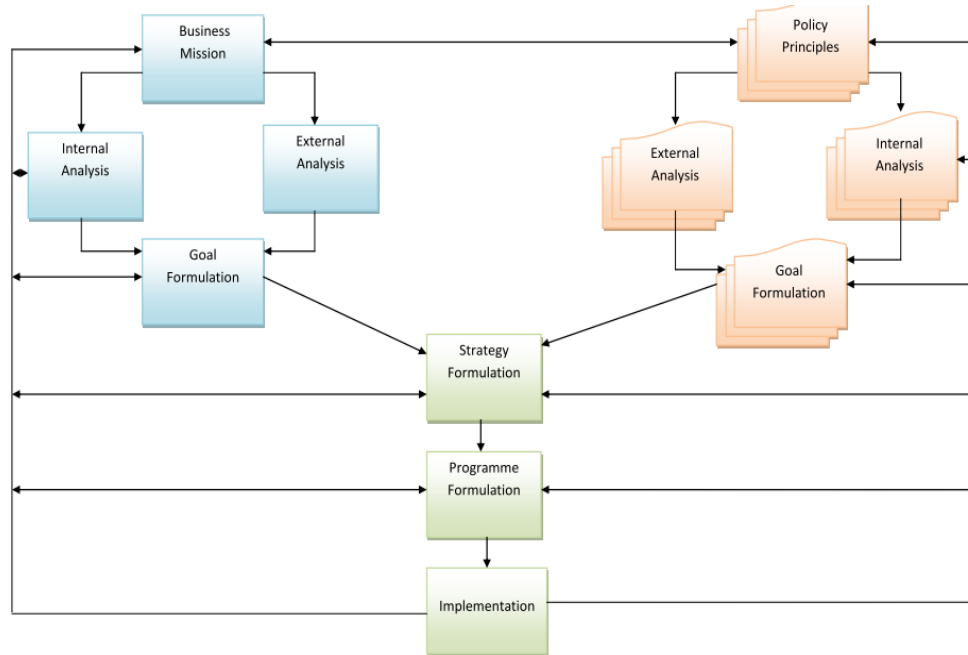 Business
Mission
Policy
Principles
Internal
Analysis
External
Analysis
External
Analysis
Internal
Analysis
Goal
Formulation
Goal
Formulation
Strategy
Formulation
Programme
Formulation
Implementation